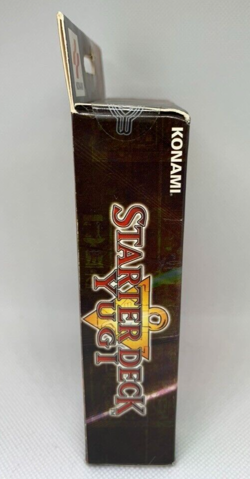 KONAMI
STARTER DECK
YUGI